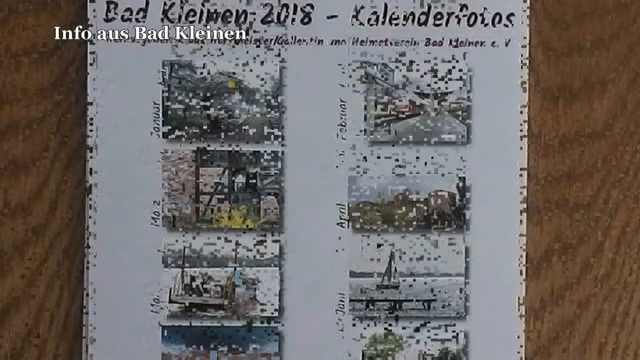 Bad Kleinen 2018 - Kalenderfotos
Info aus Bad Kleinen
Heimatverein Bad Kleinen e. V
Januar
Februar
März
April
Juni